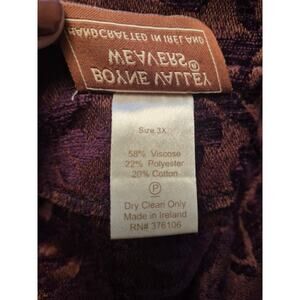 BOYNE VALLEY
WEAVERS®
HANDCRAFTED IN IRELAND
Size 3X
58% Viscose
22% Polyester
20% Cotton
P
Dry Clean Only
Made in Ireland
RN# 376106